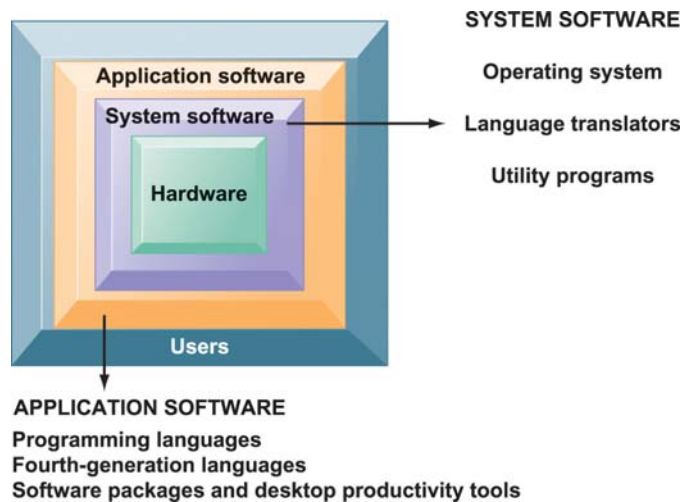 SYSTEM SOFTWARE
Application software
Operating system
System software
Language translators
Utility programs
Hardware
Users
APPLICATION SOFTWARE
Programming languages
Fourth-generation languages
Software packages and desktop productivity tools